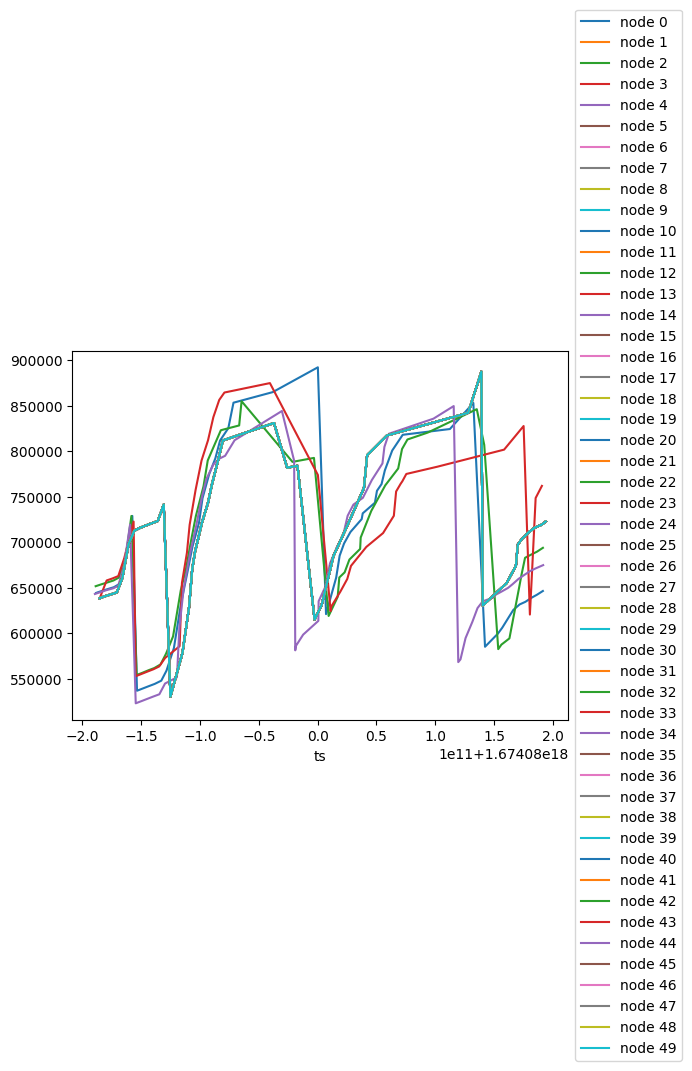 900000
850000
800000
750000
700000
650000
600000
550000
−2.0 −1.5 −1.0 −0.5 0.0 0.5 1.0 1.5 2.0
ts
1e11+1.67408e18
node 0
node 1
node 2
node 3
node 4
node 5
node 6
node 7
node 8
node 9
node 10
node 11
node 12
node 13
node 14
node 15
node 16
node 17
node 18
node 19
node 20
node 21
node 22
node 23
node 24
node 25
node 26
node 27
node 28
node 29
node 30
node 31
node 32
node 33
node 34
node 35
node 36
node 37
node 38
node 39
node 40
node 41
node 42
node 43
node 44
node 45
node 46
node 47
node 48
node 49